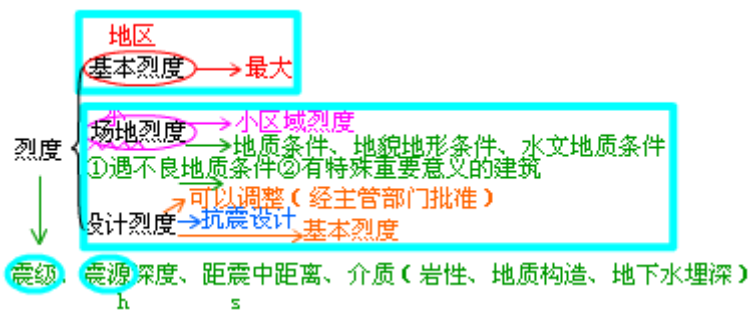 地区
基本烈度→最大
场地烈度→小区域烈度
烈度
→地质条件、地貌地形条件、水文地质条件
①遇不良地质条件②有特殊重要意义的建筑
可以调整(经主管部门批准)
设计烈度→抗震设计
基本烈度
震级、震源深度、距震中距离、介质(岩性、地质构造、地下水埋深)
h s